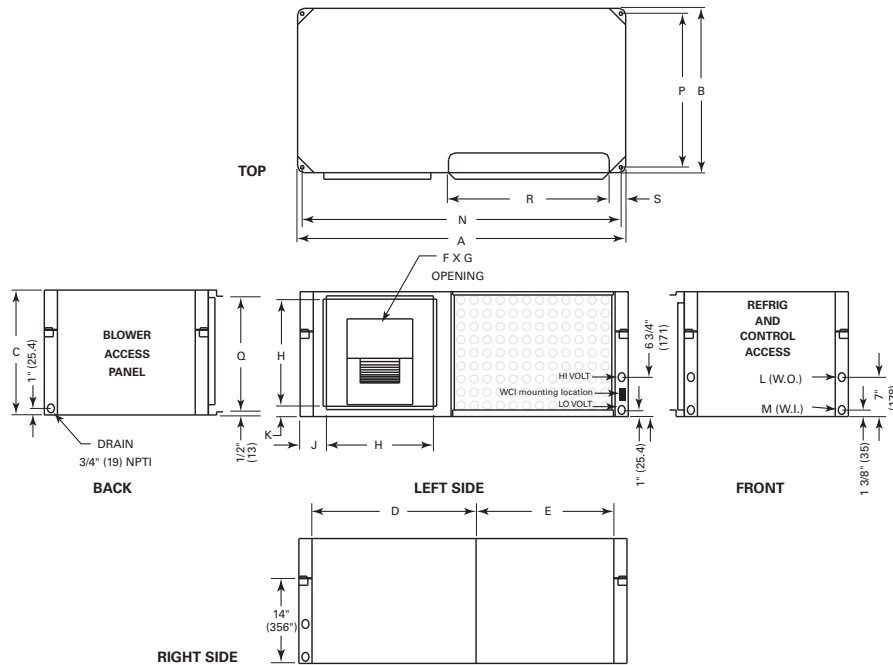 P
B
TOP
R
S
N
A
F X G
OPENING
C
1" (25.4)
BLOWER
ACCESS
PANEL
Q
DRAIN
3/4" (19) NPTI
1/2"
(13)
BACK
H
K
J
H
HI VOLT
WCI mounting location
LO VOLT
6 3/4"
(171)
1" (25.4)
LEFT SIDE
REFRIG
AND
CONTROL
ACCESS
L (W.O.)
M (W.I.)
7"
(178)
1 3/8" (35)
FRONT
D
E
14"
(356")
RIGHT SIDE